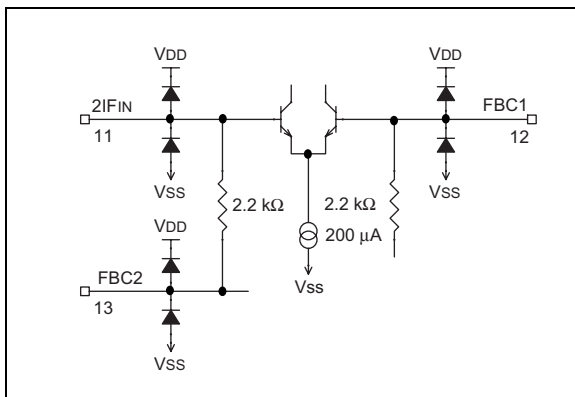 VDD
VDD
2IFIN
FBC1
11
12
VSS
VSS
2.2 kΩ
2.2 kΩ
VDD
200 μA
FBC2
Vss
13
VSS